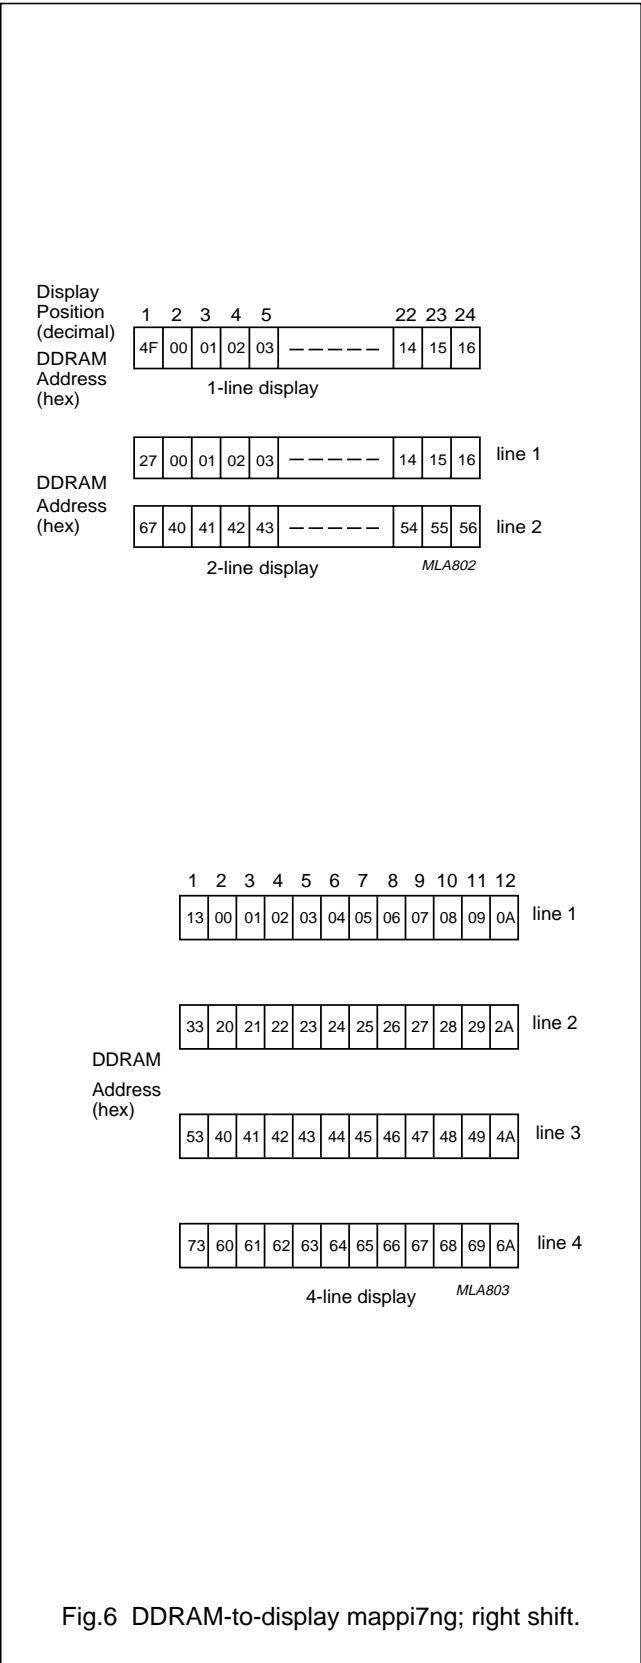 Display
Position
(decimal)
1 2 3 4 5 22 23 24
DDRAM
Address
(hex)
4F 00 01 02 03 – – – – – 14 15 16
1-line display
27 00 01 02 03 – – – – – 14 15 16 line 1
DDRAM
Address
(hex)
67 40 41 42 43 – – – – – 54 55 56 line 2
2-line display MLA802
1 2 3 4 5 6 7 8 9 10 11 12
13 00 01 02 03 04 05 06 07 08 09 0A line 1
33 20 21 22 23 24 25 26 27 28 29 2A line 2
DDRAM
Address
(hex)
53 40 41 42 43 44 45 46 47 48 49 4A line 3
73 60 61 62 63 64 65 66 67 68 69 6A line 4
4-line display MLA803
Fig.6 DDRAM-to-display mappi7ng; right shift.